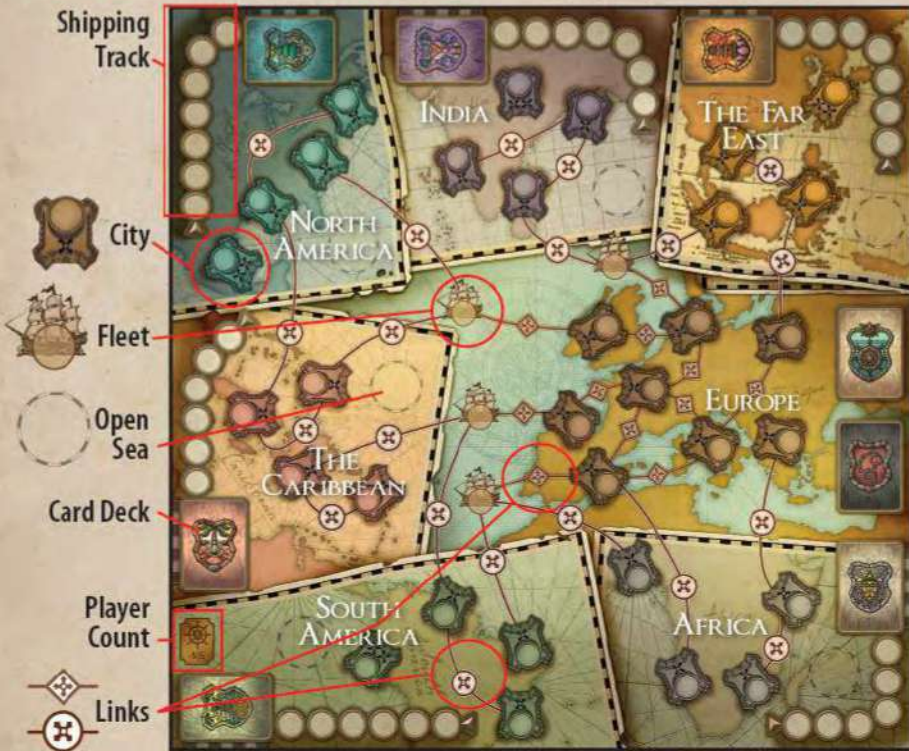 Shipping
Track
INDIA
THE FAR
EAST
City
NORTH
AMERICA
Fleet
Open
Sea
EUROPE
THE
CARIBBEAN
Card Deck
Player
Count
SOUTH
AMERICA
AFRICA
Links